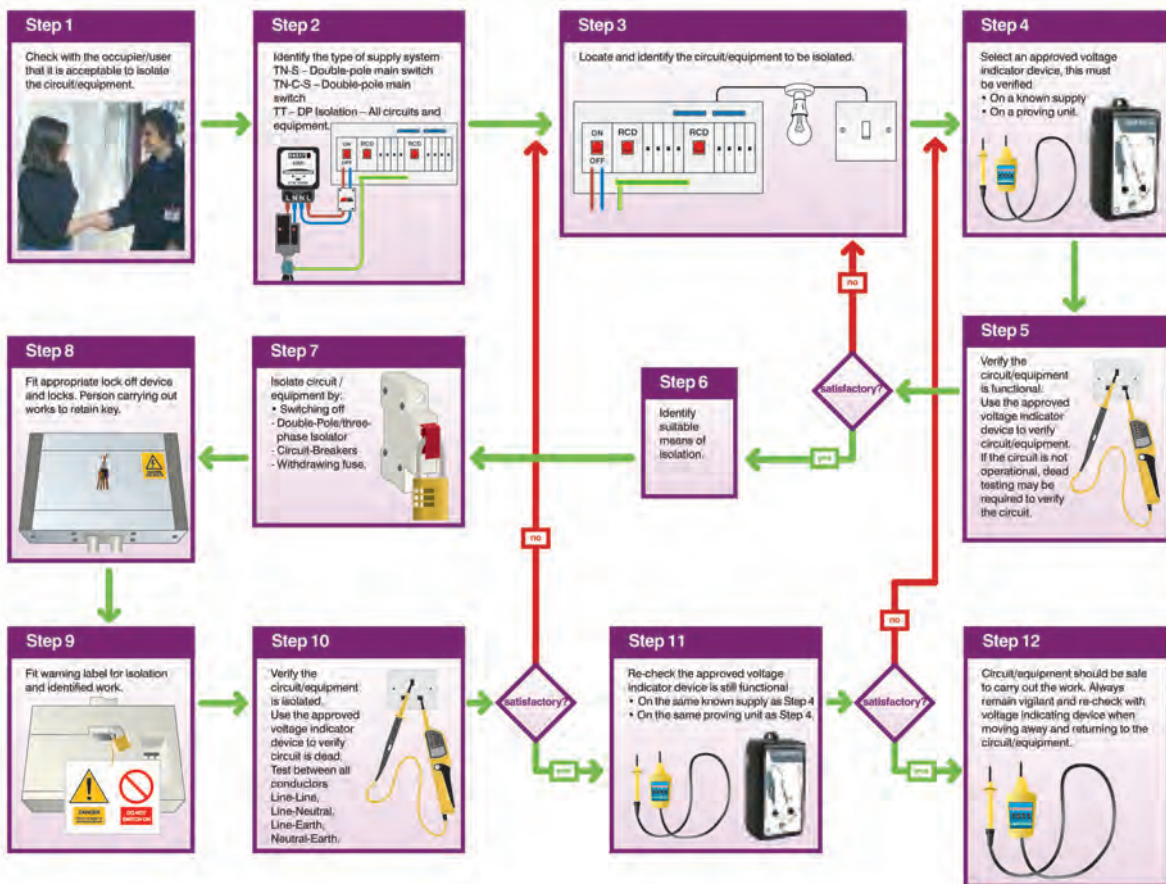 Step 1
Check with the occupier/user
that it is acceptable to isolate
the circuit/equipment.
Step 2
Identify the type of supply system
TN-S – Double-pole main switch
TN-C-S – Double-pole main
switch
TT – DP Isolation – All circuits and
equipment.
ON
RCD
RCD
OFF
L N N L
Step 3
Locate and identify the circuit/equipment to be isolated.
ON
RCD
RCD
OFF
Step 4
Select an approved voltage
indicator device, this must
be verified
• On a known supply
• On a proving unit.
no
Step 5
Verify the
circuit/equipment
is functional.
Use the approved
voltage indicator
device to verify
circuit/equipment.
If the circuit is not
operational, dead
testing may be
required to verify
the circuit.
satisfactory?
yes
Step 6
Identify
suitable
means of
isolation.
Step 7
Isolate circuit /
equipment by:
• Switching off
- Double-Pole/three-
phase Isolator
- Circuit-Breakers
- Withdrawing fuse.
Step 8
Fit appropriate lock off device
and locks. Person carrying out
works to retain key.
Step 9
Fit warning label for isolation
and identified work.
DANGER
DO NOT
SWITCH ON
Step 10
Verify the
circuit/equipment
is isolated.
Use the approved
voltage indicator
device to verify
circuit is dead.
Test between all
conductors
Line-Line,
Line-Neutral,
Line-Earth,
Neutral-Earth.
no
satisfactory?
yes
Step 11
Re-check the approved voltage
indicator device is still functional
• On the same known supply as Step 4
• On the same proving unit as Step 4.
no
satisfactory?
yes
Step 12
Circuit/equipment should be safe
to carry out the work. Always
remain vigilant and re-check with
voltage indicating device when
moving away and returning to the
circuit/equipment.